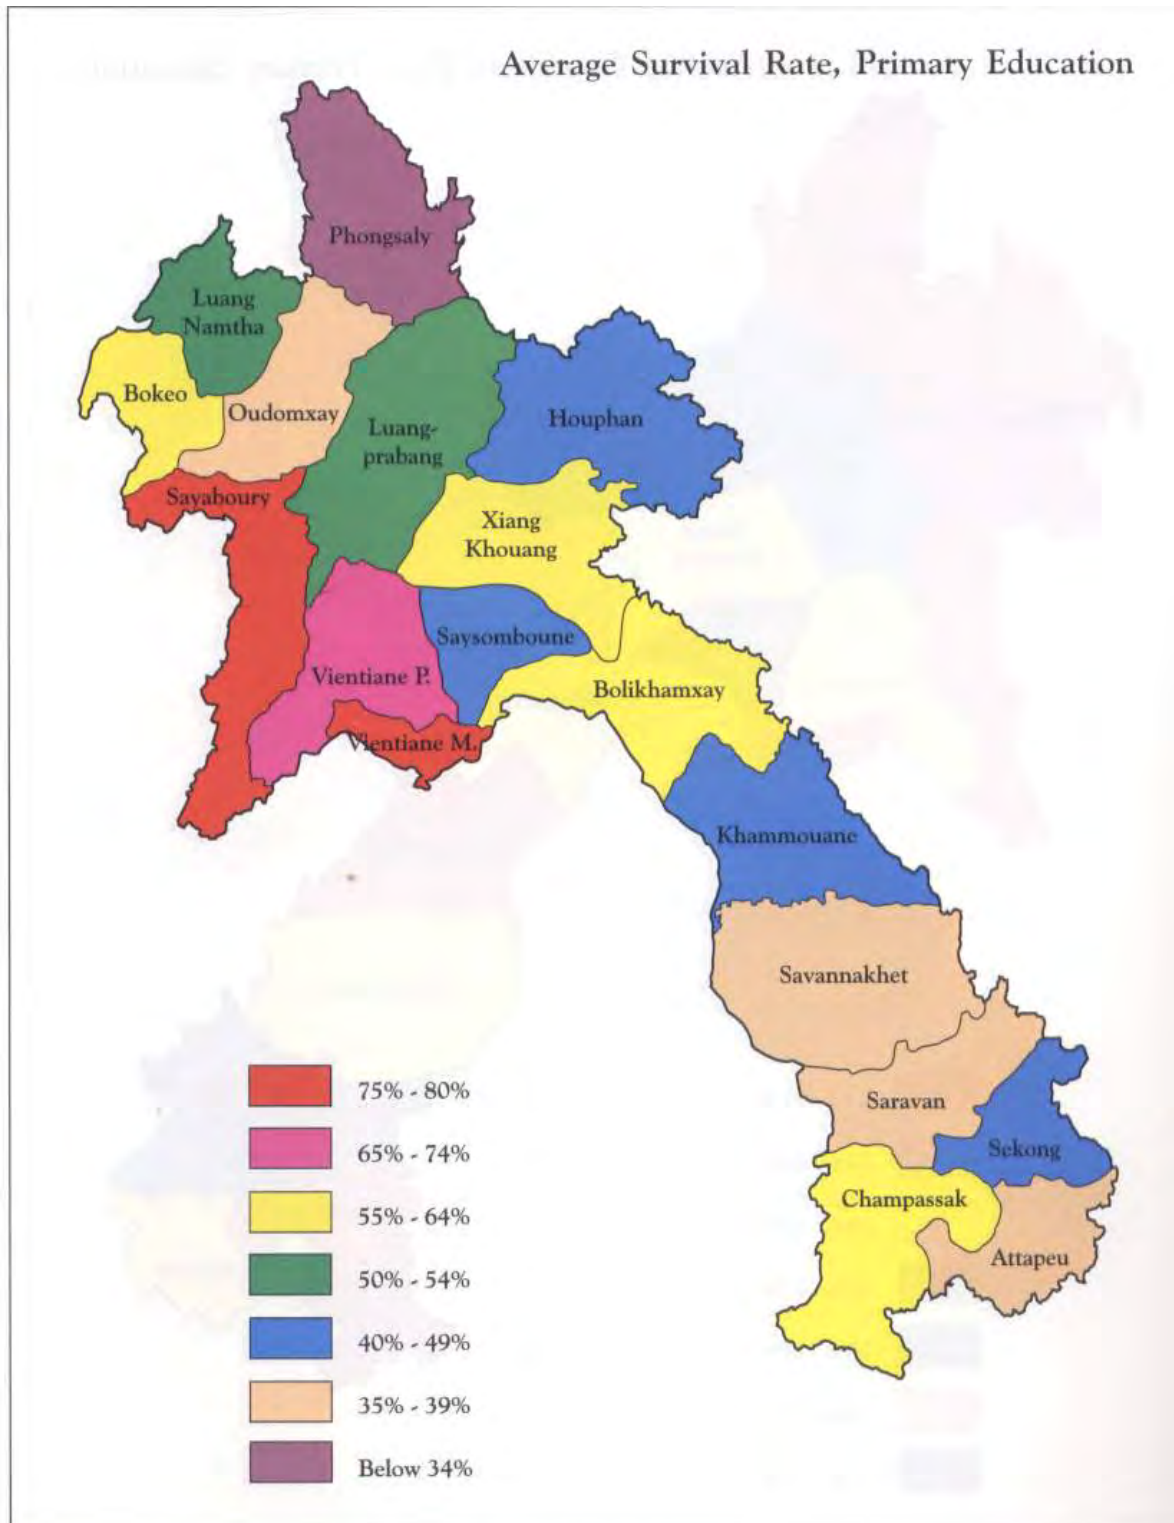 Average Survival Rate, Primary Education
Phongsaly
Luang
Namtha
Bokeo
Oudomxay
Luang-
prabang
Houphan
Sayaboury
Xiang
Khouang
Saysomboune
Vientiane P.
Bolikhamxay
Vientiane M.
Khammouane
Savannakhet
Saravan
Sekong
Champassak
Attapeu
75% - 80%
65% - 74%
55% - 64%
50% - 54%
40% - 49%
35% - 39%
Below 34%